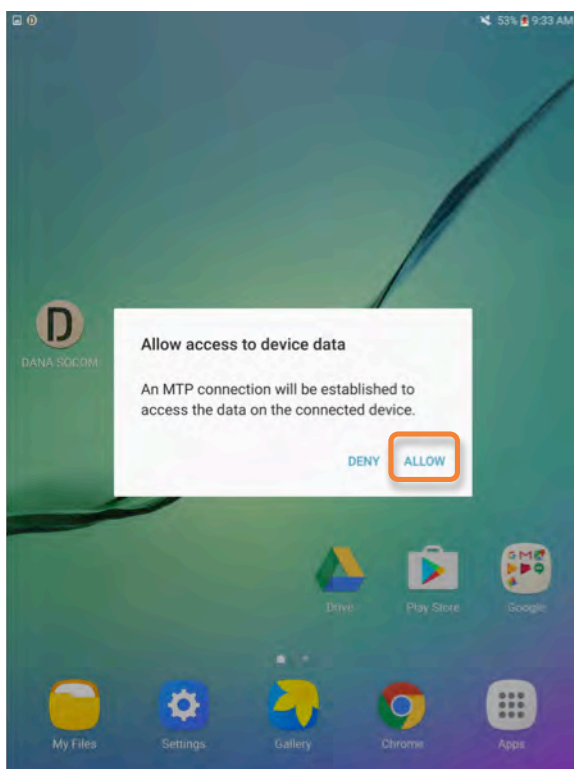 53% 9:33 AM
D
DANA SOCOM
Allow access to device data
An MTP connection will be established to
access the data on the connected device.
DENY ALLOW
Drive Play Store Google
My Files Settings Gallery Chrome Apps